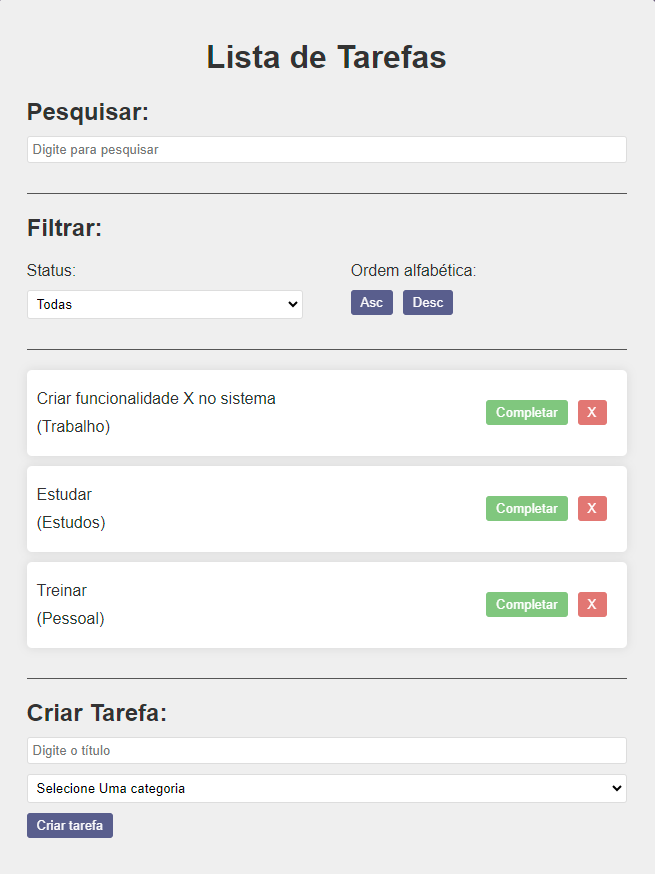 Lista de Tarefas
Pesquisar:
Digite para pesquisar
Filtrar:
Status:
Todas
Ordem alfabética:
Asc Desc
Criar funcionalidade X no sistema
(Trabalho)
Completar X
Estudar
(Estudos)
Completar X
Treinar
(Pessoal)
Completar X
Criar Tarefa:
Digite o título
Selecione Uma categoria
Criar tarefa